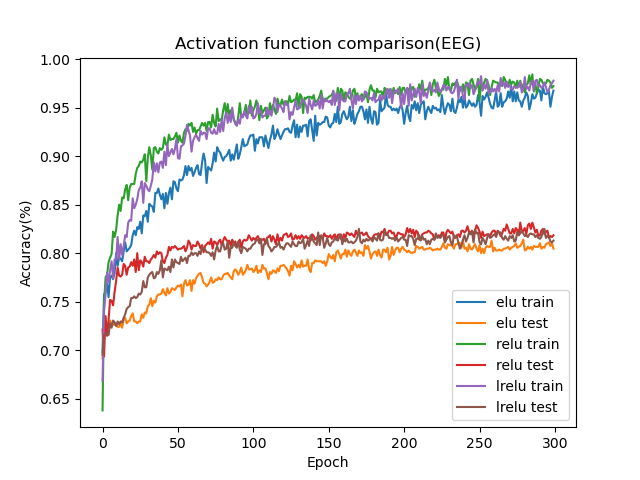 Activation function comparison(EEG)
Accuracy(%)
1.00
0.95
0.90
0.85
0.80
0.75
0.70
0.65
0
50
100
150
200
250
300
Epoch
elu train
elu test
relu train
relu test
lrelu train
lrelu test